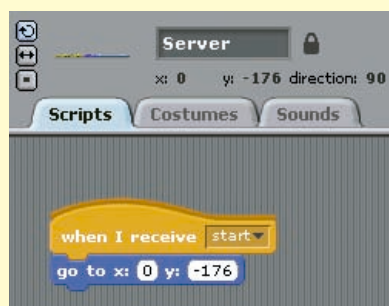 Server
x: 0 y: -176 direction: 90
Scripts Costumes Sounds
when I receive start
go to x: 0 y: -176